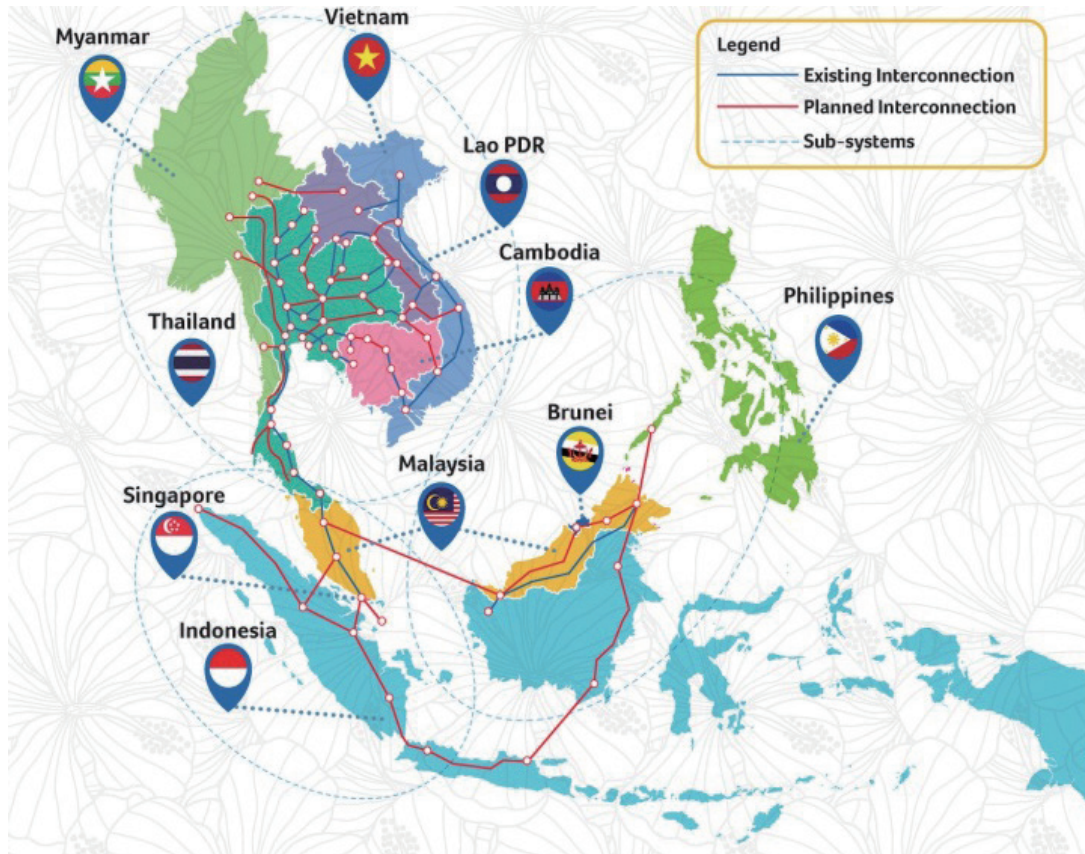 Vietnam
Myanmar
Legend
Existing Interconnection
Planned Interconnection
Sub-systems
Lao PDR
Cambodia
Philippines
Thailand
Brunei
Malaysia
Singapore
Indonesia